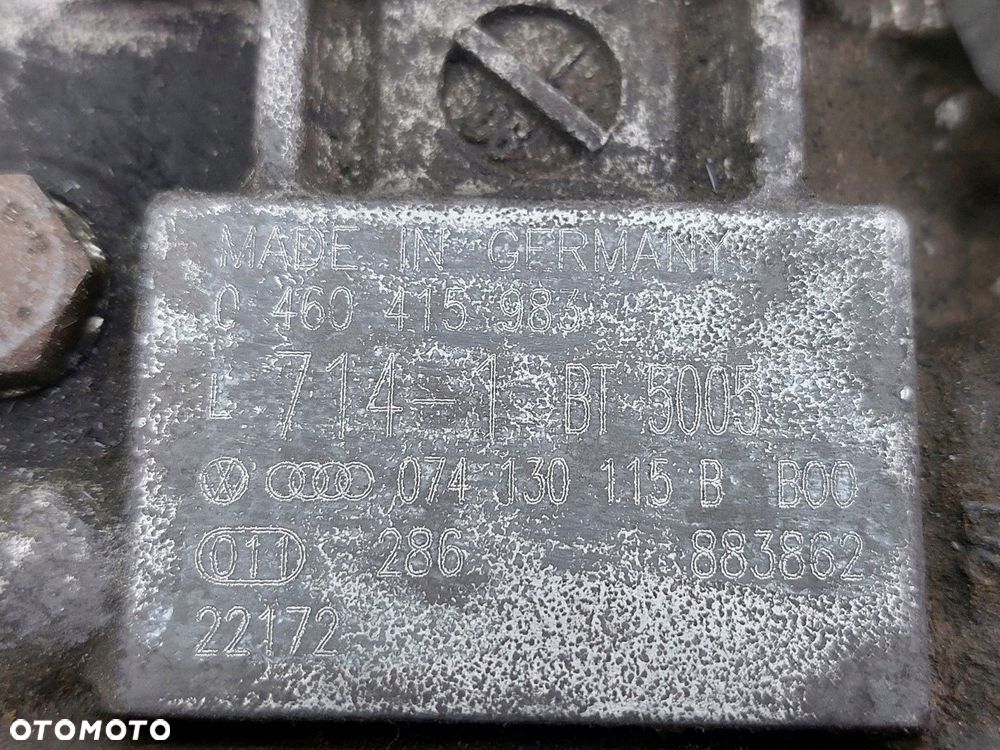 MADE IN GERMANY
0 460 415 983
L 714-1 BT 5005
VW 074 130 115 B B00
011 286 883862
22172
OTOMOTO